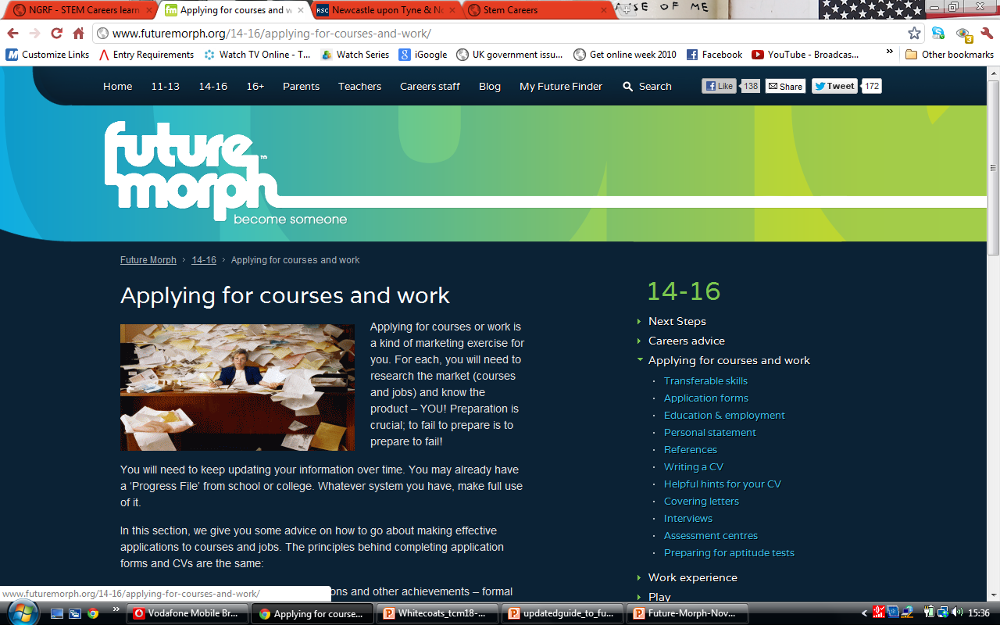 NGRF - STEM Careers learn
Applying for courses and w
Newcastle upon Tyne & No
Stem Careers
USE OF ME
www.futuremorph.org/14-16/applying-for-courses-and-work/
Customize Links
Entry Requirements
Watch TV Online - T...
Watch Series
iGoogle
UK government issu...
Get online week 2010
Facebook
YouTube - Broadcas...
»
Other bookmarks
Home 11-13 14-16 16+ Parents Teachers Careers staff Blog My Future Finder Search Like 138 Share Tweet 172
future
morph
become someone
Future Morph › 14-16 › Applying for courses and work
Applying for courses and work
Applying for courses or work is
a kind of marketing exercise for
you. For each, you will need to
research the market (courses
and jobs) and know the
product – YOU! Preparation is
crucial; to fail to prepare is to
prepare to fail!
You will need to keep updating your information over time. You may already have
a ‘Progress File’ from school or college. Whatever system you have, make full use
of it.
In this section, we give you some advice on how to go about making effective
applications to courses and jobs. The principles behind completing application
forms and CVs are the same:
ons and other achievements – formal
14-16
Next Steps
Careers advice
Applying for courses and work
Transferable skills
Application forms
Education & employment
Personal statement
References
Writing a CV
Helpful hints for your CV
Covering letters
Interviews
Assessment centres
Preparing for aptitude tests
Work experience
Play
www.futuremorph.org/14-16/applying-for-courses-and-work/
» Vodafone Mobile Br... Applying for course... Whitecoats_tcm18-... updatedguide_to_fu... Future-Morph-Nov... 15:36